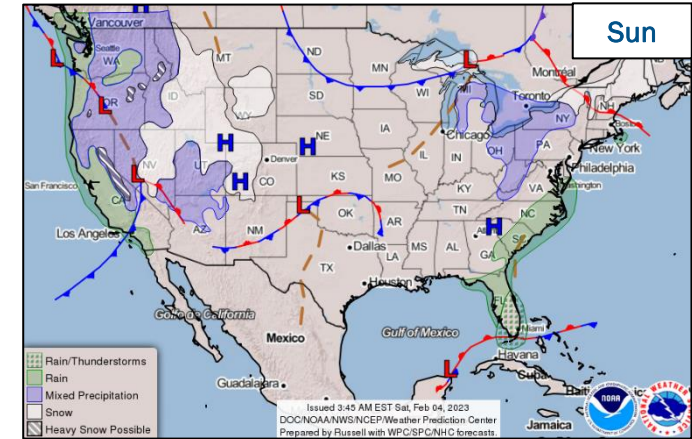 Sun
H
Vancouver
Seattle
WA
MT
ND
MN
L
L
Montréal
OR
L
ID
WY
SD
WI
MI
Toronto
NH
Boston
NY
New York
IA
Chicago
NE
H
H
Denver
NV
UT
CO
H
IL
IN
OH
PA
Philadelphia
Washington
San Francisco
CA
L
KS
MO
KY
VA
Los Angeles
AZ
NM
L
OK
AR
TN
NC
H
Dallas
TX
LA
MS
AL
GA
Houston
FL
Miami
Golfo de California
Mexico
Gulf of Mexico
Havana
L
Cuba
Guadalajara
Jamaica
Rain/Thunderstorms
Rain
Mixed Precipitation
Snow
Heavy Snow Possible
Issued 3:45 AM EST Sat, Feb 04, 2023
DOC/NOAA/NWS/NCEP/Weather Prediction Center
Prepared by Russell with WPC/SPC/NHC forecasts.
NOAA